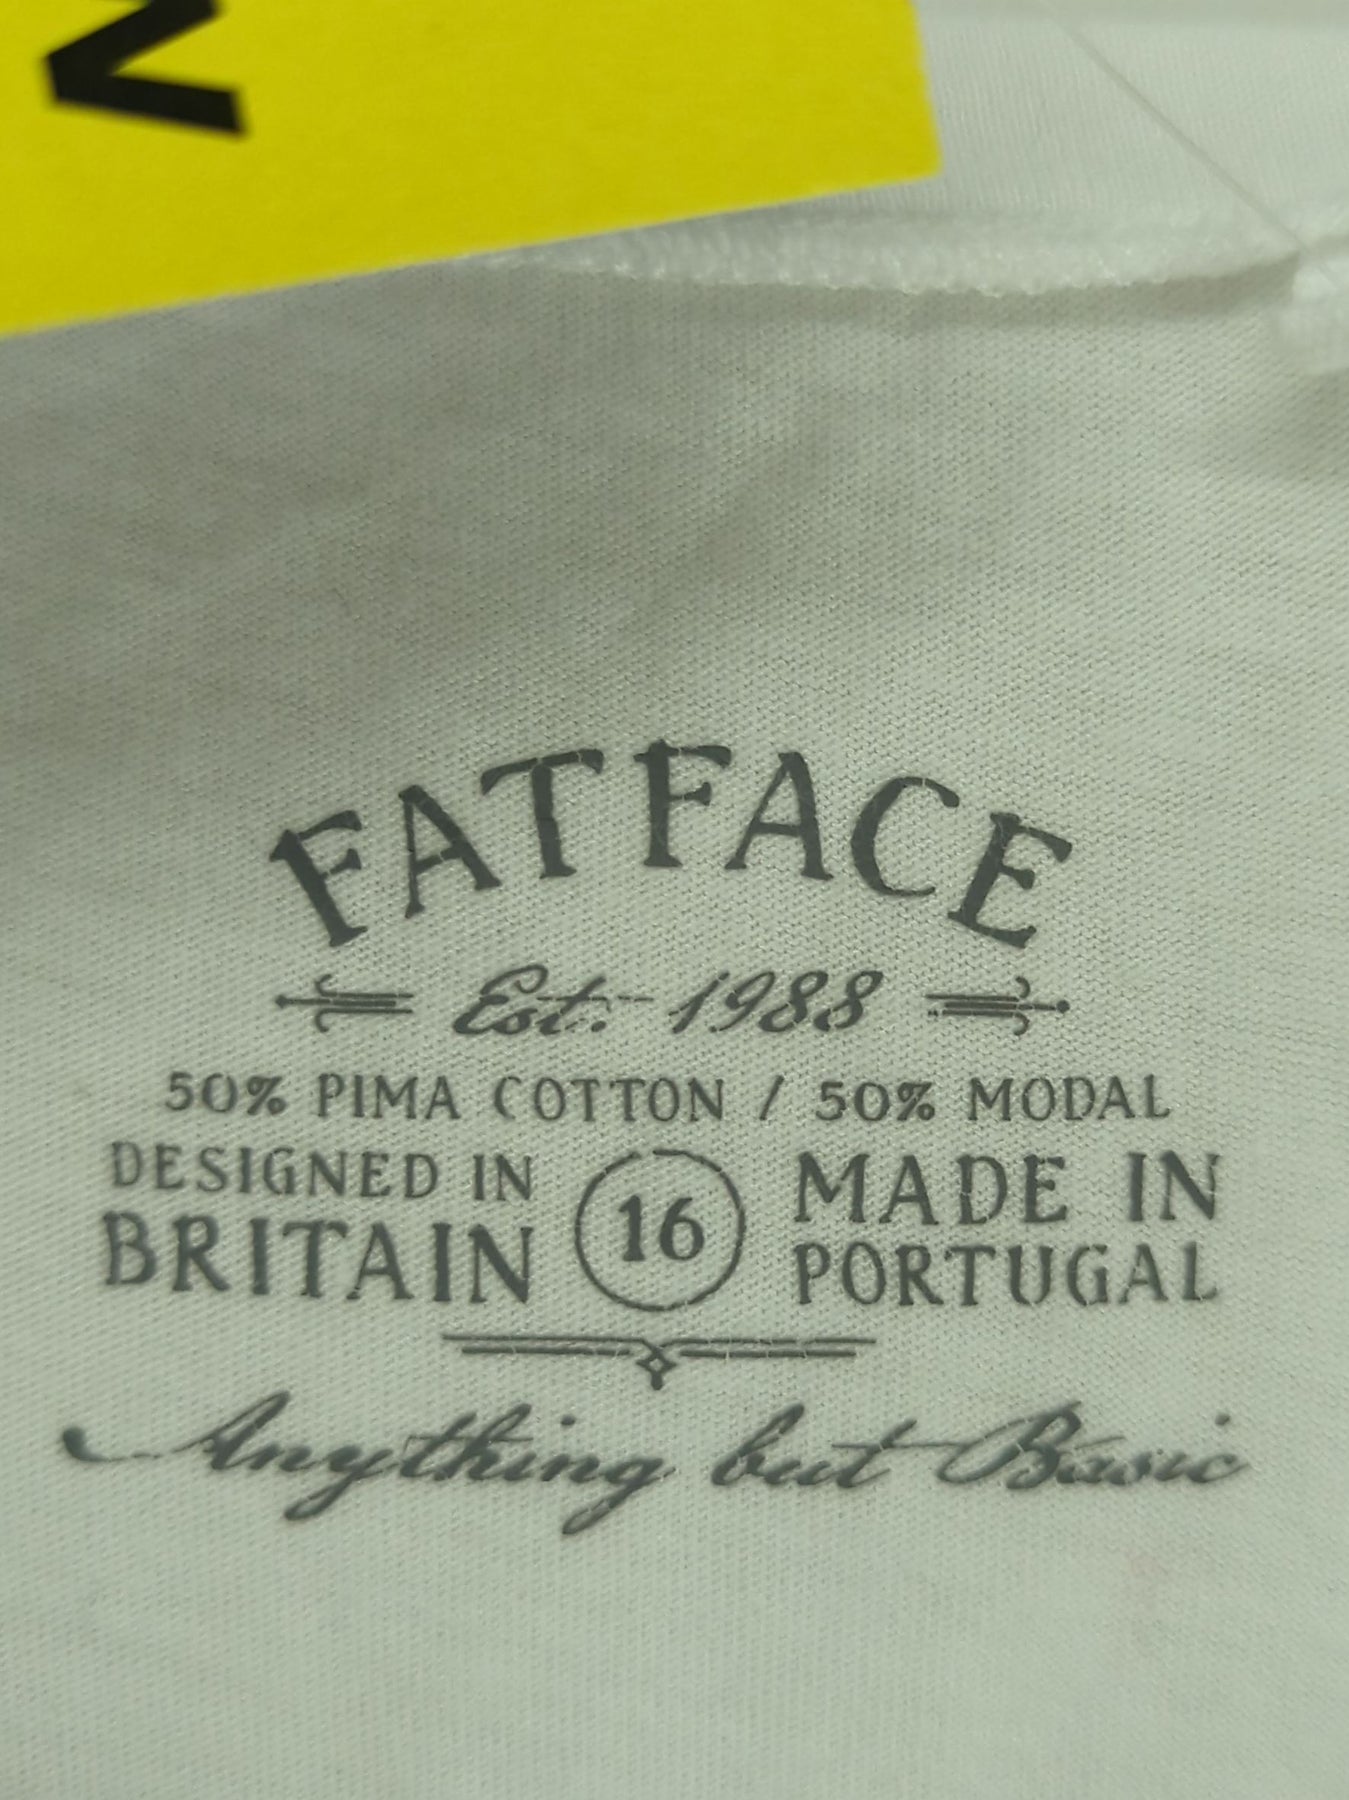 N
FATFACE
Est. 1988
50% PIMA COTTON / 50% MODAL
DESIGNED IN
BRITAIN
16
MADE IN
PORTUGAL
Anything but Basic